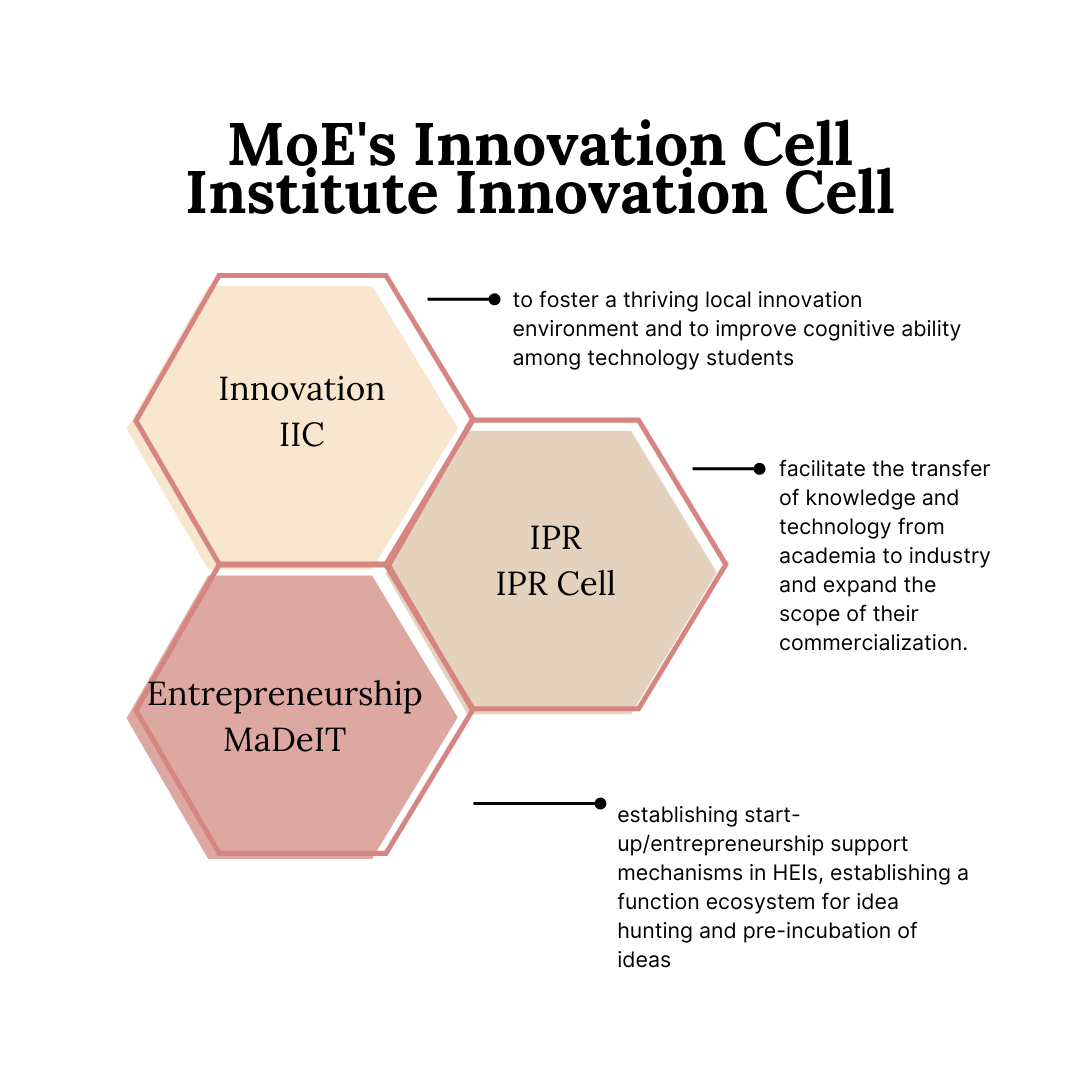 MoE's Innovation Cell
Institute Innovation Cell
Innovation
IIC
to foster a thriving local innovation
environment and to improve cognitive ability
among technology students
IPR
IPR Cell
facilitate the transfer
of knowledge and
technology from
academia to industry
and expand the
scope of their
commercialization.
Entrepreneurship
MaDeIT
establishing start-
up/entrepreneurship support
mechanisms in HEIs, establishing a
function ecosystem for idea
hunting and pre-incubation of
ideas